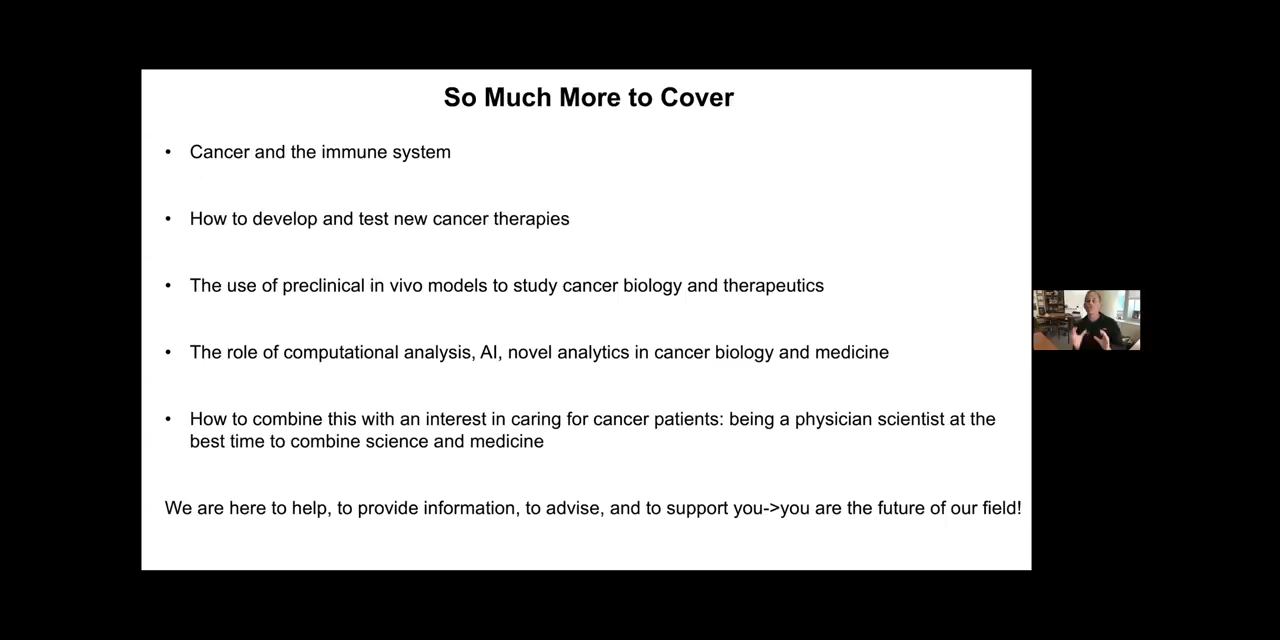 So Much More to Cover
• Cancer and the immune system
• How to develop and test new cancer therapies
• The use of preclinical in vivo models to study cancer biology and therapeutics
• The role of computational analysis, AI, novel analytics in cancer biology and medicine
• How to combine this with an interest in caring for cancer patients: being a physician scientist at the
best time to combine science and medicine
We are here to help, to provide information, to advise, and to support you->you are the future of our field!